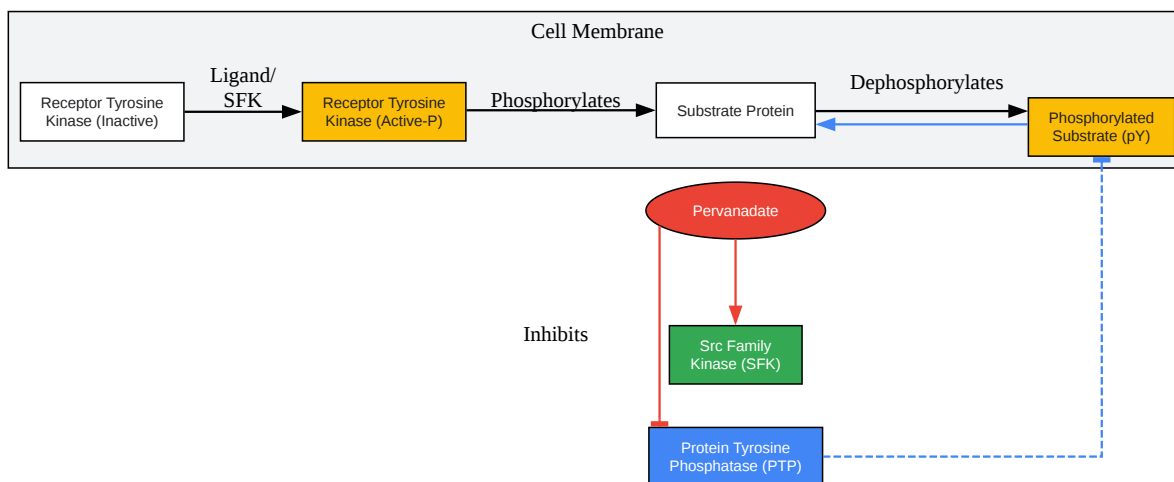 Cell Membrane
Ligand/
SFK
Receptor Tyrosine
Kinase (Inactive)
Receptor Tyrosine
Kinase (Active-P)
Phosphorylates
Substrate Protein
Dephosphorylates
Phosphorylated
Substrate (pY)
Pervanadate
Inhibits
Src Family
Kinase (SFK)
Protein Tyrosine
Phosphatase (PTP)